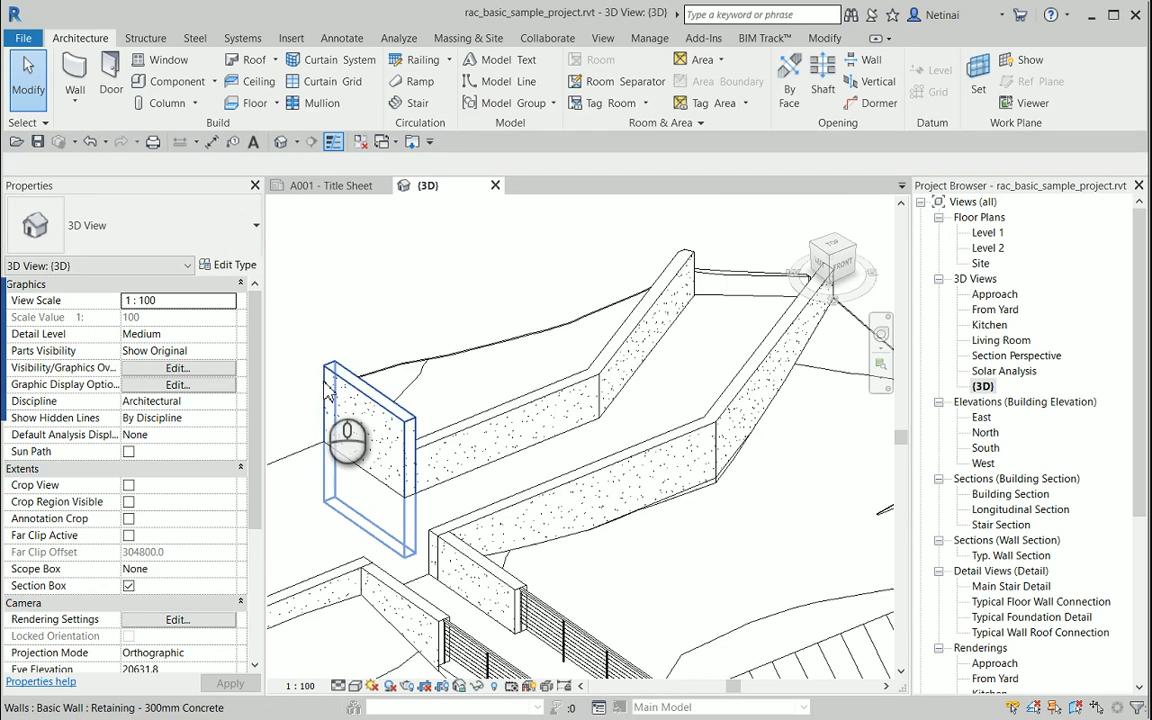 rac_basic_sample_project.rvt - 3D View: {3D}
Type a keyword or phrase
Netinai
File Architecture Structure Steel Systems Insert Annotate Analyze Massing & Site Collaborate View Manage Add-Ins BIM Track™ Modify
Modify
Select
Wall
Door
Window
Component
Column
Roof
Ceiling
Floor
Curtain System
Curtain Grid
Mullion
Build
Railing
Ramp
Stair
Circulation
Model Text
Model Line
Model Group
Model
Room
Room Separator
Tag Room
Area
Area Boundary
Tag Area
Room & Area
By Face
Shaft
Wall
Vertical
Dormer
Opening
Level
Grid
Datum
Set
Show
Ref Plane
Viewer
Work Plane
Properties
3D View
3D View: {3D}
Edit Type
Graphics
View Scale 1 : 100
Scale Value 1: 100
Detail Level Medium
Parts Visibility Show Original
Visibility/Graphics Ov... Edit...
Graphic Display Optio... Edit...
Discipline Architectural
Show Hidden Lines By Discipline
Default Analysis Displ... None
Sun Path
Extents
Crop View
Crop Region Visible
Annotation Crop
Far Clip Active
Far Clip Offset 304800.0
Scope Box None
Section Box
Camera
Rendering Settings Edit...
Locked Orientation
Projection Mode Orthographic
Eye Elevation 20631.8
Properties help
Apply
A001 - Title Sheet
{3D}
TOP
FRONT
1 : 100
Project Browser - rac_basic_sample_project.rvt
Views (all)
Floor Plans
Level 1
Level 2
Site
3D Views
Approach
From Yard
Kitchen
Living Room
Section Perspective
Solar Analysis
{3D}
Elevations (Building Elevation)
East
North
South
West
Sections (Building Section)
Building Section
Longitudinal Section
Stair Section
Sections (Wall Section)
Typ. Wall Section
Detail Views (Detail)
Main Stair Detail
Typical Floor Wall Connection
Typical Foundation Detail
Typical Wall Roof Connection
Renderings
Approach
Kitchen
Walls : Basic Wall : Retaining - 300mm Concrete
:0
Main Model